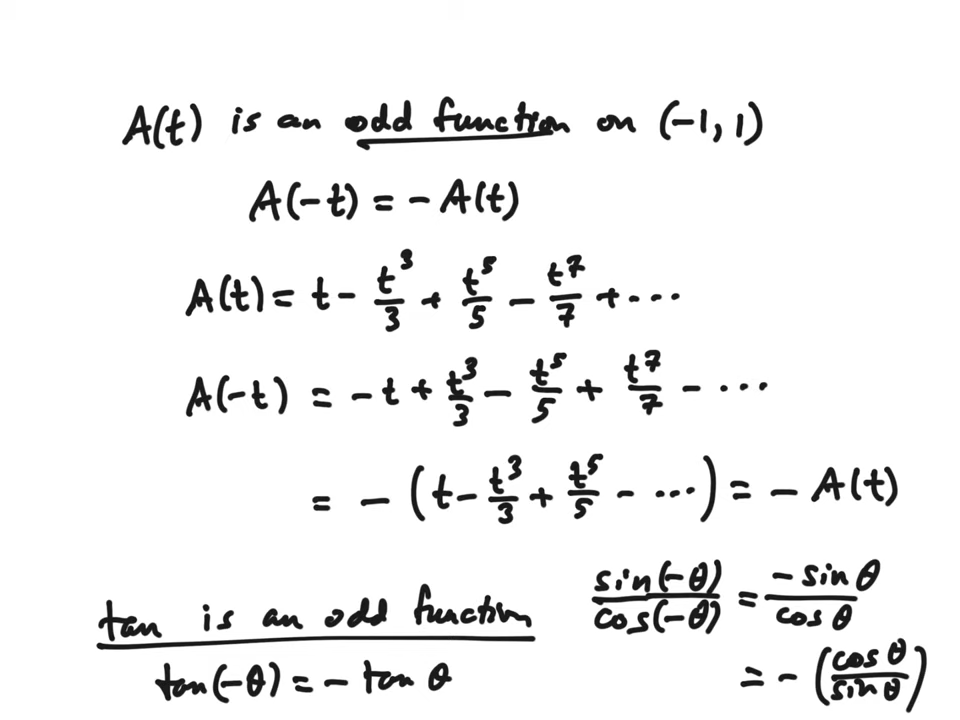 A(t) is an odd function on (-1, 1)
A(-t) = - A(t)
A(t) = t - t³/3 + t⁵/5 - t⁷/7 + ...
A(-t) = - t + t³/3 - t⁵/5 + t⁷/7 - ...
= - (t - t³/3 + t⁵/5 - ....) = - A(t)
tan is an odd function
tan(-θ) = - tan θ
sin(-θ)/cos(-θ) = - sin θ/cos θ
= - (cos θ/sin θ)